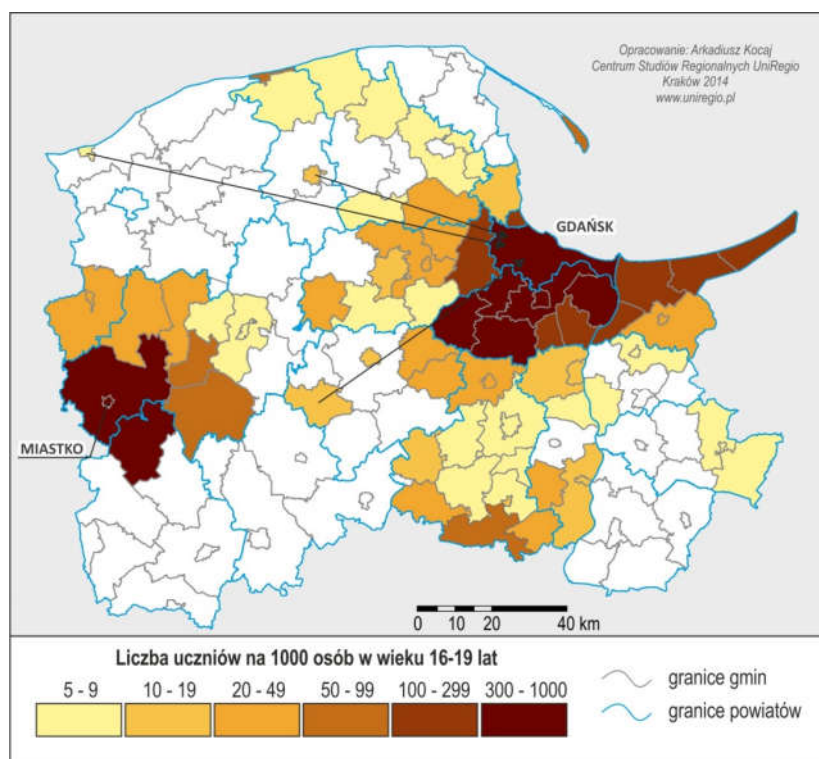 Opracowanie: Arkadiusz Kocaj
Centrum Studiów Regionalnych UniRegio
Kraków 2014
www.uniregio.pl
GDAŃSK
MIASTKO
0 10 20 40 km
Liczba uczniów na 1000 osób w wieku 16-19 lat
5 - 9 10 - 19 20 - 49 50 - 99 100 - 299 300 - 1000
granice gmin
granice powiatów